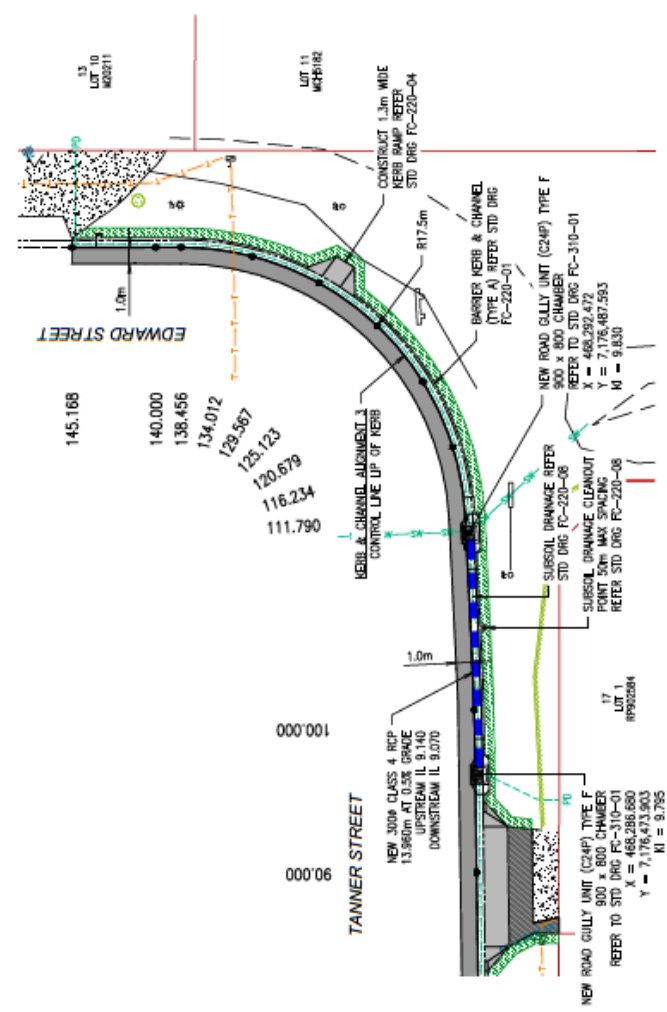 13
LOT 10
M20211
LOT 11
MCH5182
CONSTRUCT 1.3m WIDE
KERB RAMP REFER
STD DRG FC-220-04
R17.5m
BARRIER KERB & CHANNEL
(TYPE A) REFER STD DRG
FC-220-01
NEW ROAD GULLY UNIT (C24P) TYPE F
900 x 800 CHAMBER
REFER TO STD DRG FC-310-01
X = 468,292.472
Y = 7,176,487.593
KI = 9.830
1.0m
EDWARD STREET
145.168
140.000
138.456
134.012
129.567
125.123
120.679
116.234
111.790
KERB & CHANNEL ALIGNMENT 3
CONTROL LINE LIP OF KERB
SUBSOIL DRAINAGE REFER
STD DRG FC-220-08
SUBSOIL DRAINAGE CLEANOUT
POINT 50m MAX SPACING
REFER STD DRG FC-220-08
1.0m
100.000
NEW 300ø CLASS 4 RCP
13.960m AT 0.5% GRADE
UPSTREAM IL 9.140
DOWNSTREAM IL 9.070
17
LOT 1
RP902584
TANNER STREET
90.000
NEW ROAD GULLY UNIT (C24P) TYPE F
900 x 800 CHAMBER
REFER TO STD DRG FC-310-01
X = 468,286.680
Y = 7,176,473.903
KI = 9.795
PD
PD
SW
SW